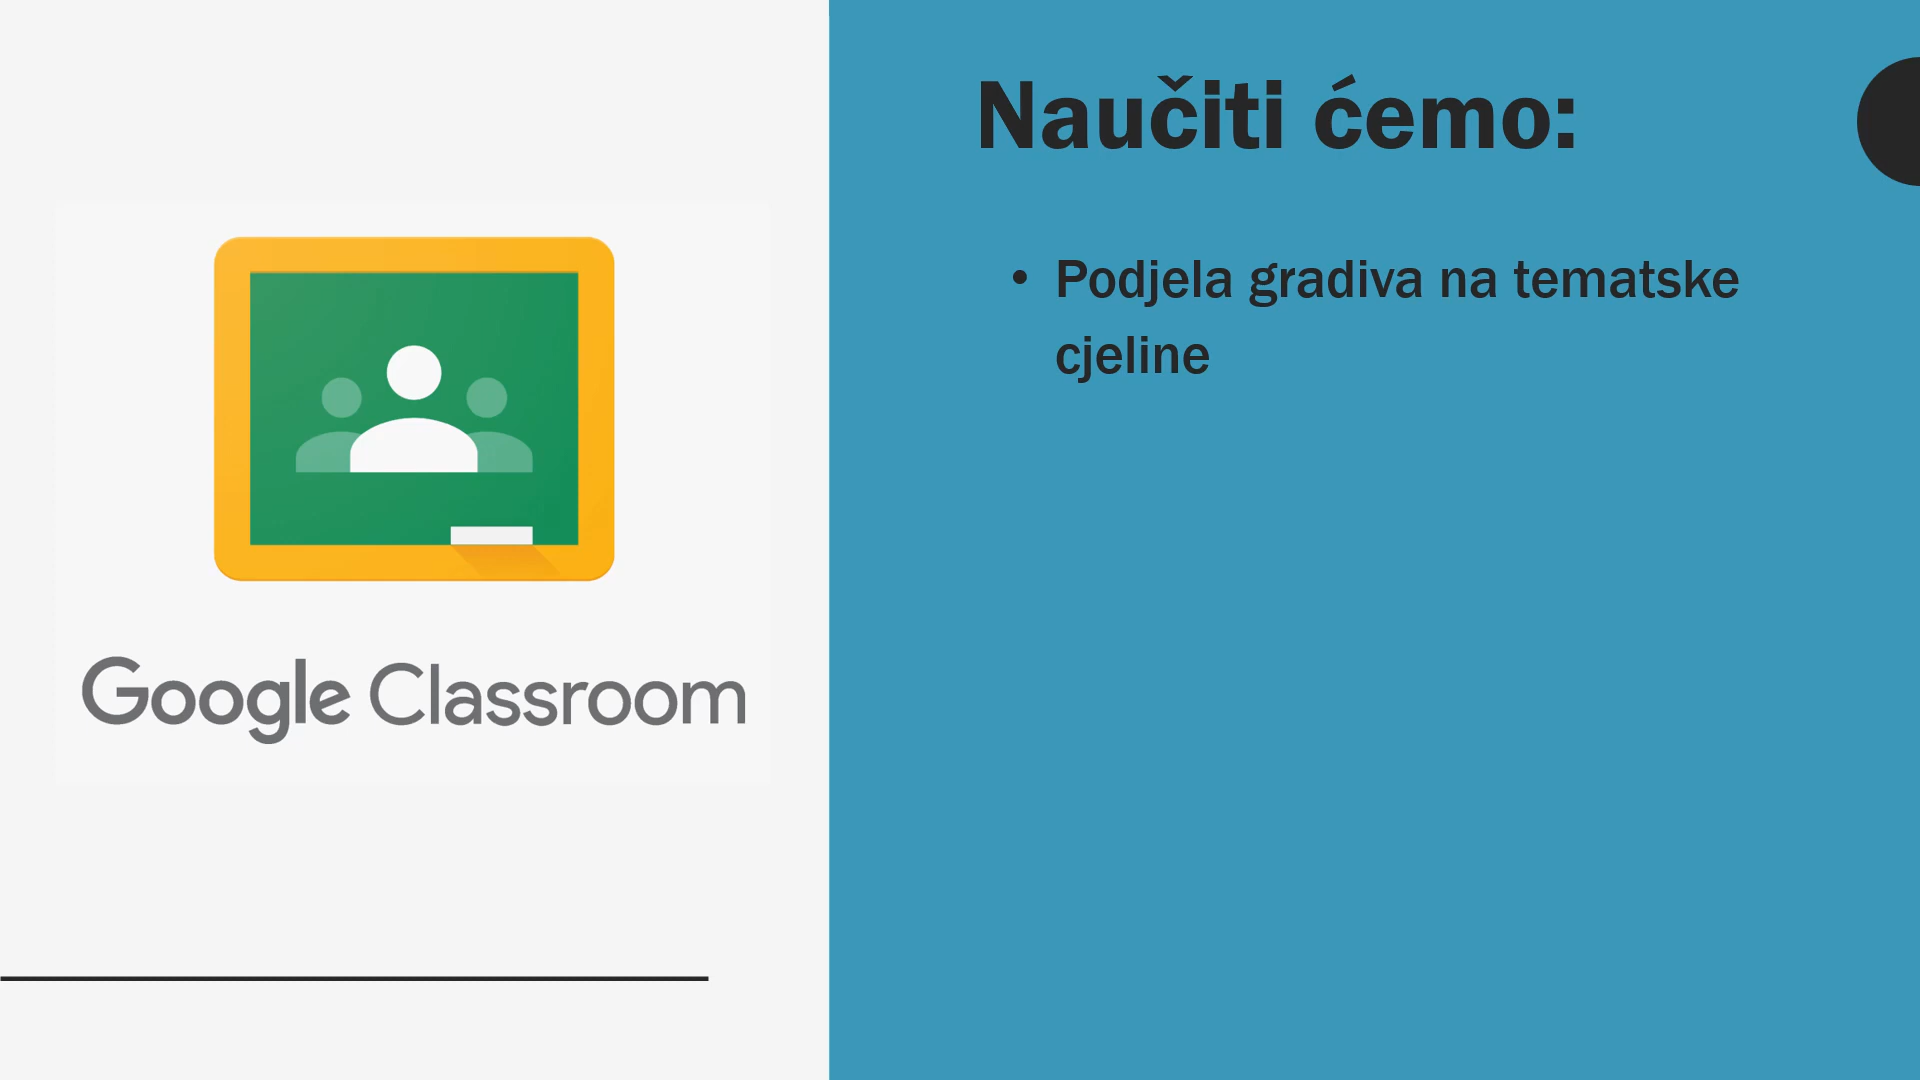 Google Classroom
Naučiti ćemo:
• Podjela gradiva na tematske
cjeline